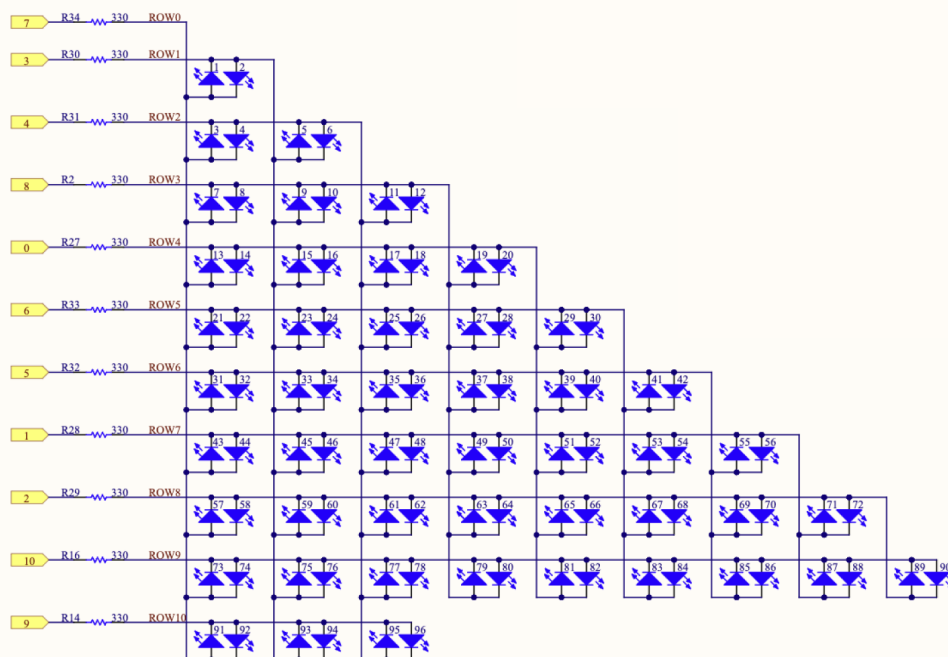 7 R34 330 ROW0
3 R30 330 ROW1
1 2
4 R31 330 ROW2
3 4 5 6
8 R2 330 ROW3
7 8 9 10 11 12
0 R27 330 ROW4
13 14 15 16 17 18 19 20
6 R33 330 ROW5
21 22 23 24 25 26 27 28 29 30
5 R32 330 ROW6
31 32 33 34 35 36 37 38 39 40 41 42
1 R28 330 ROW7
43 44 45 46 47 48 49 50 51 52 53 54 55 56
2 R29 330 ROW8
57 58 59 60 61 62 63 64 65 66 67 68 69 70 71 72
10 R16 330 ROW9
73 74 75 76 77 78 79 80 81 82 83 84 85 86 87 88 89 90
9 R14 330 ROW10
91 92 93 94 95 96